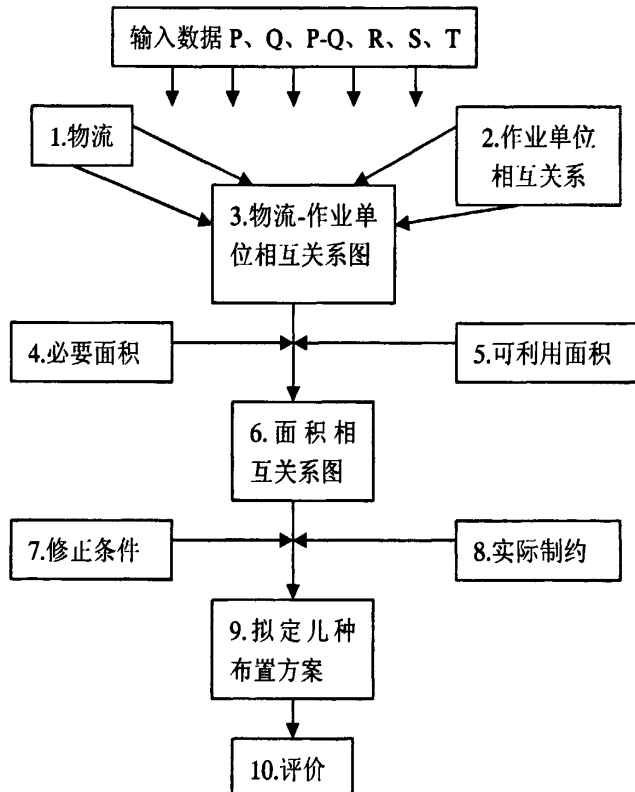 输入数据 P、Q、P-Q、R、S、T
1.物流
2.作业单位
相互关系
3.物流-作业单
位相互关系图
4.必要面积
5.可利用面积
6.面积相
互关系图
7.修止条件
8.实际制约
9.拟定儿种
布置方案
10.评价